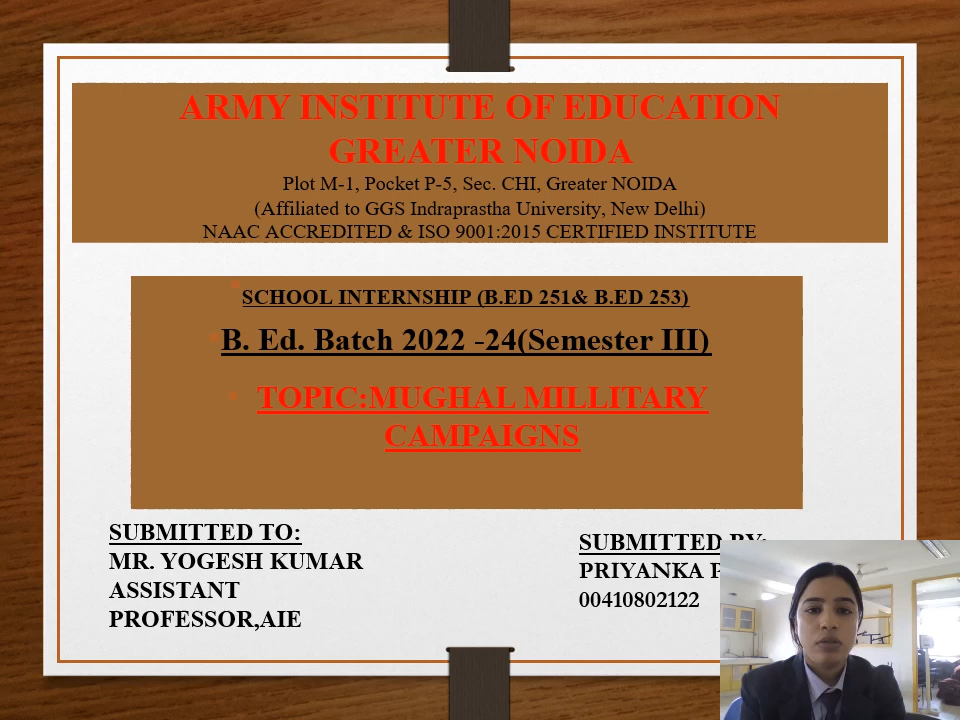 ARMY INSTITUTE OF EDUCATION
GREATER NOIDA
Plot M-1, Pocket P-5, Sec. CHI, Greater NOIDA
(Affiliated to GGS Indraprastha University, New Delhi)
NAAC ACCREDITED & ISO 9001:2015 CERTIFIED INSTITUTE
SCHOOL INTERNSHIP (B.ED 251& B.ED 253)
B. Ed. Batch 2022 -24(Semester III)
TOPIC:MUGHAL MILLITARY
CAMPAIGNS
SUBMITTED TO:
MR. YOGESH KUMAR
ASSISTANT
PROFESSOR,AIE
SUBMITTED BY:
PRIYANKA
00410802122